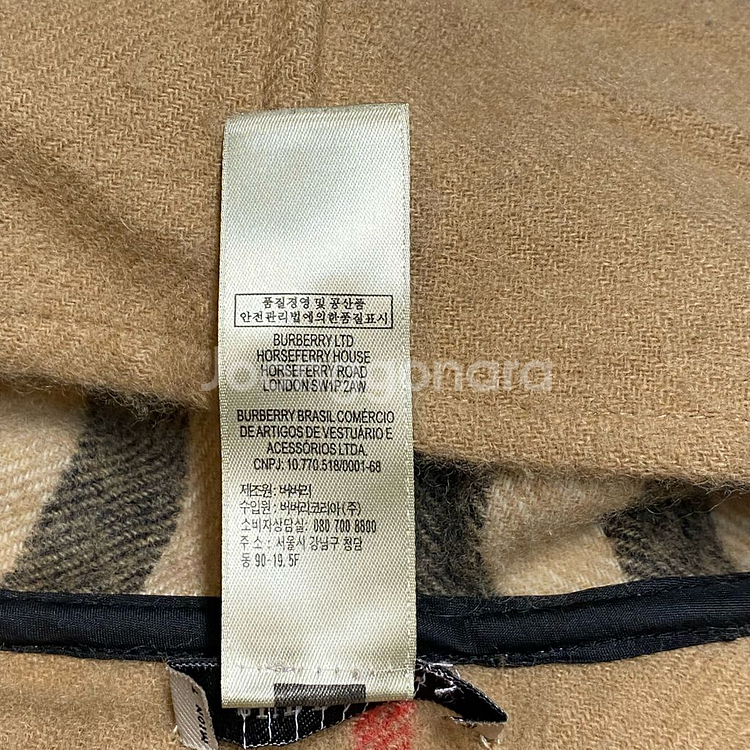 품질경영 및 공산품
안전관리법에의한품질표시
BURBERRY LTD
HORSEFERRY HOUSE
HORSEFERRY ROAD
LONDON SW1P 2AW
BURBERRY BRASIL COMÉRCIO
DE ARTIGOS DE VESTUÁRIO E
ACESSÓRIOS LTDA.
CNPJ: 10.770.518/0001-68
제조원: 버버리
수입원: 버버리코리아(주)
소비자상담실: 080 700 8800
주 소 : 서울시 강남구 청담
동 90-19, 5F